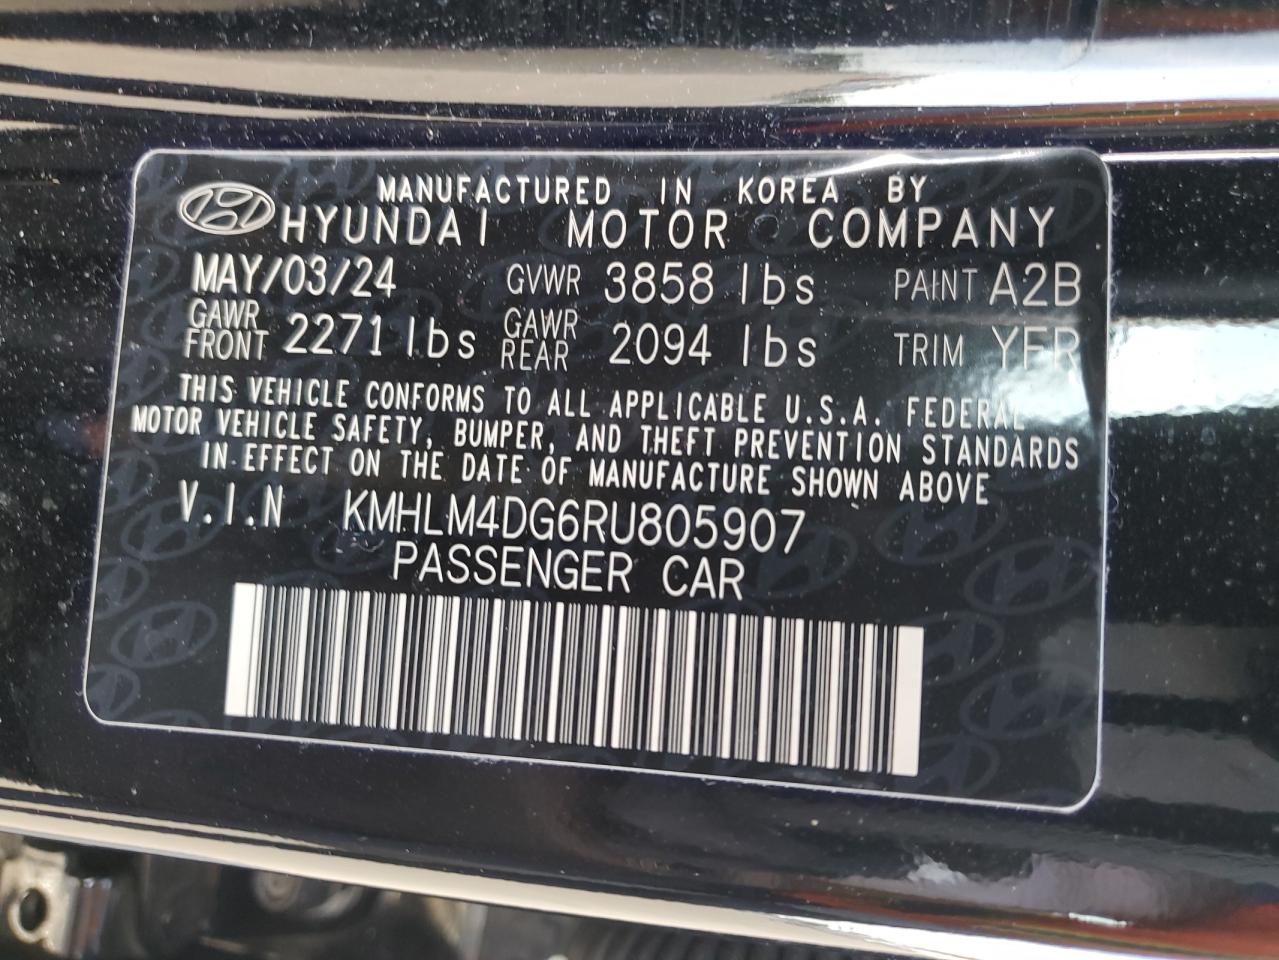 MANUFACTURED IN KOREA BY
HYUNDAI MOTOR COMPANY
MAY/03/24 GVWR 3858 lbs PAINT A2B
GAWR FRONT 2271 lbs GAWR REAR 2094 lbs TRIM YFR
THIS VEHICLE CONFORMS TO ALL APPLICABLE U.S.A. FEDERAL
MOTOR VEHICLE SAFETY, BUMPER, AND THEFT PREVENTION STANDARDS
IN EFFECT ON THE DATE OF MANUFACTURE SHOWN ABOVE
V.I.N KMHLM4DG6RU805907
PASSENGER CAR